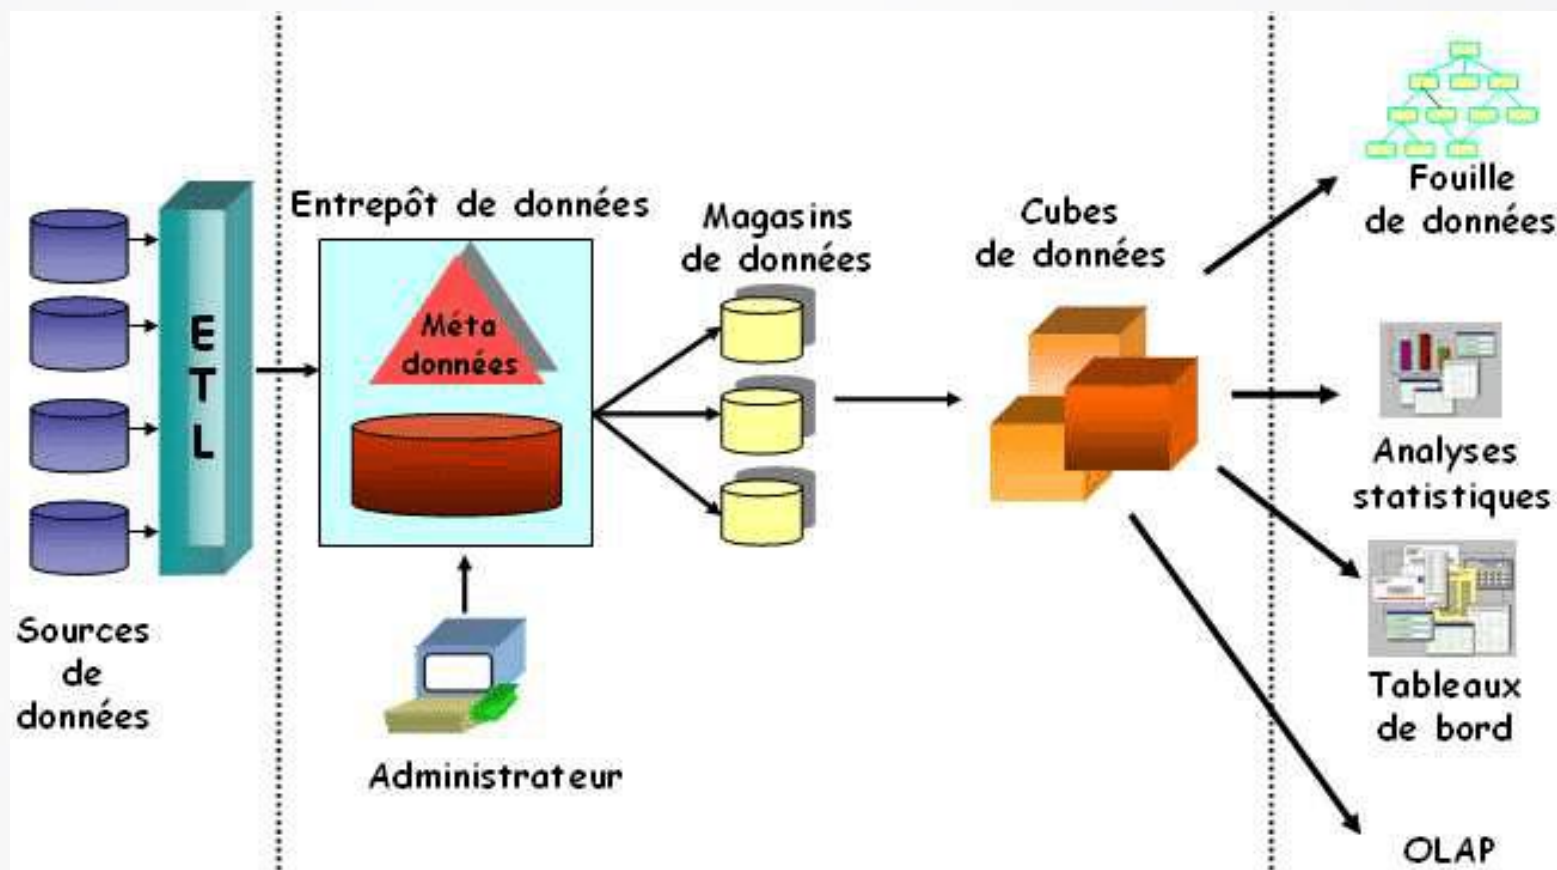 Sources
de
données
E
T
L
Entrepôt de données
Méta
données
Administrateur
Magasins
de données
Cubes
de données
Fouille
de données
Analyses
statistiques
Tableaux
de bord
OLAP